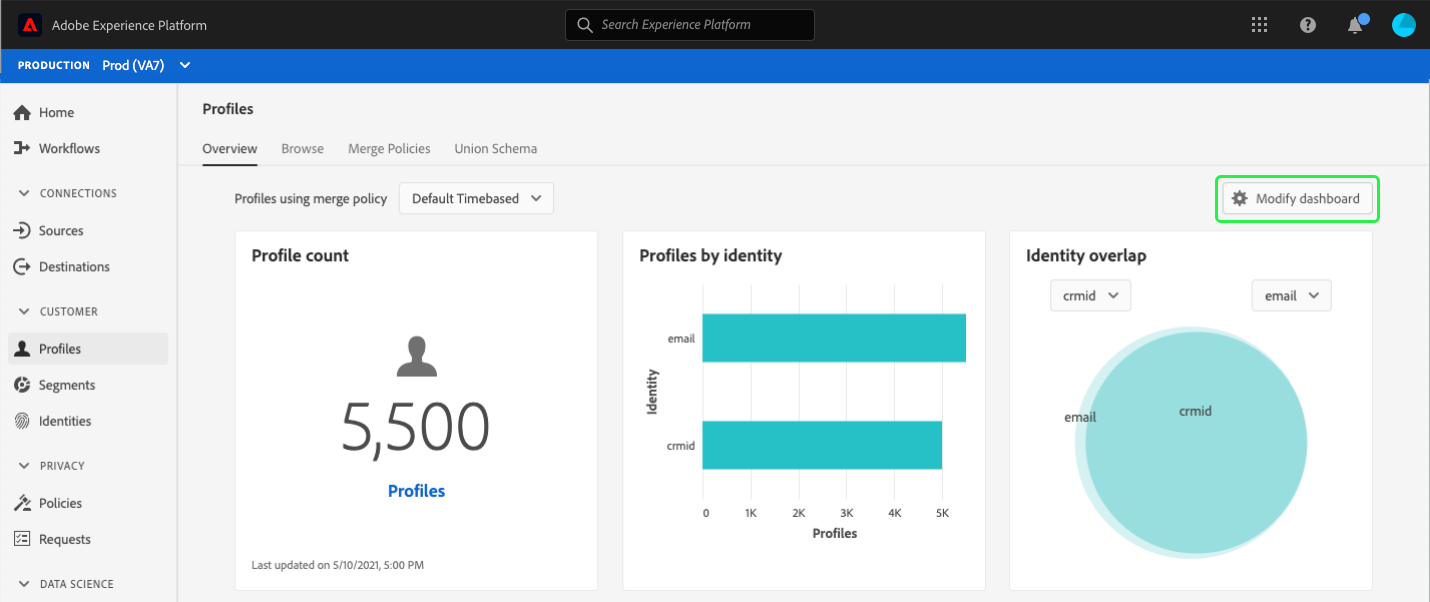 Adobe Experience Platform
Search Experience Platform
PRODUCTION Prod (VA7)
Home
Workflows
CONNECTIONS
Sources
Destinations
CUSTOMER
Profiles
Segments
Identities
PRIVACY
Policies
Requests
DATA SCIENCE
Profiles
Overview Browse Merge Policies Union Schema
Profiles using merge policy Default Timebased
Modify dashboard
Profile count
5,500
Profiles
Last updated on 5/10/2021, 5:00 PM
Profiles by identity
Identity
email
crmid
0 1K 2K 3K 4K 5K
Profiles
Identity overlap
crmid email
email crmid